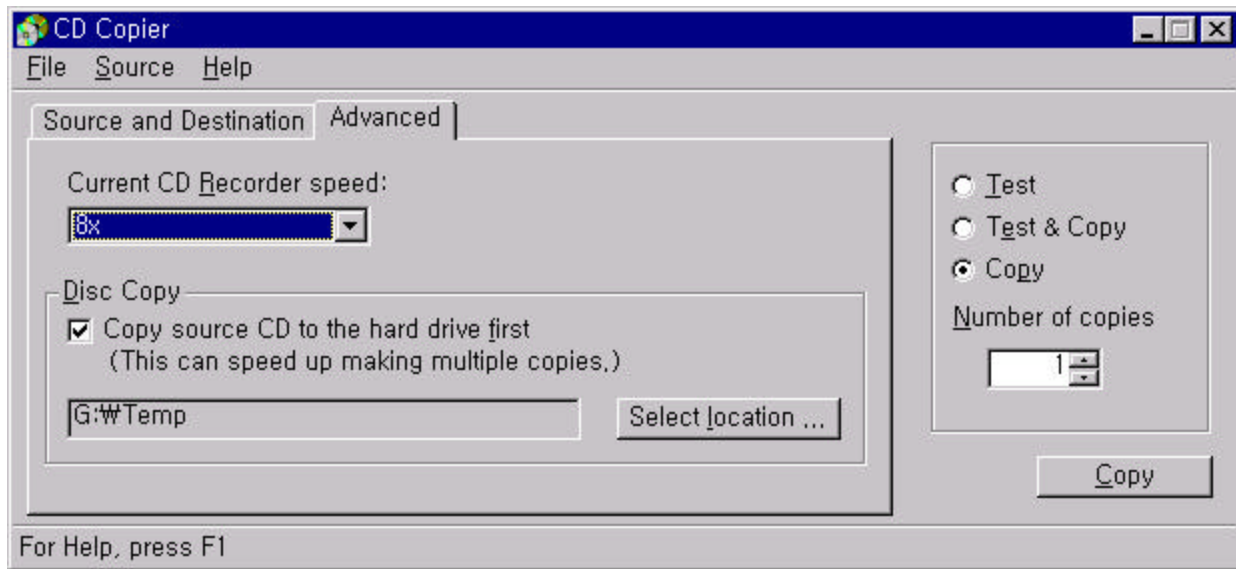 CD Copier
File Source Help
Source and Destination Advanced
Current CD Recorder speed:
8x
Disc Copy
Copy source CD to the hard drive first
(This can speed up making multiple copies.)
G:₩Temp
Select location ...
Test
Test & Copy
Copy
Number of copies
1
Copy
For Help, press F1